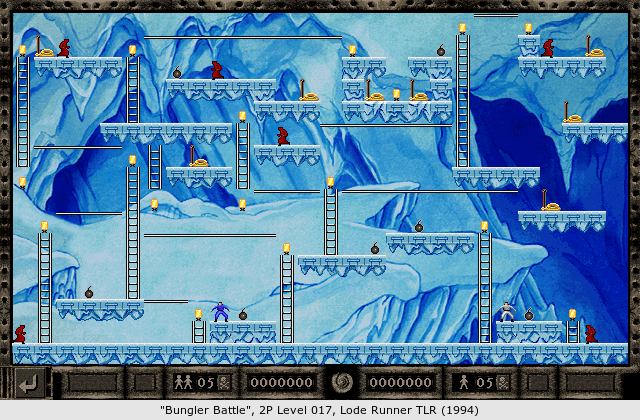 05 0000000 0000000 05
"Bungler Battle", 2P Level 017, Lode Runner TLR (1994)